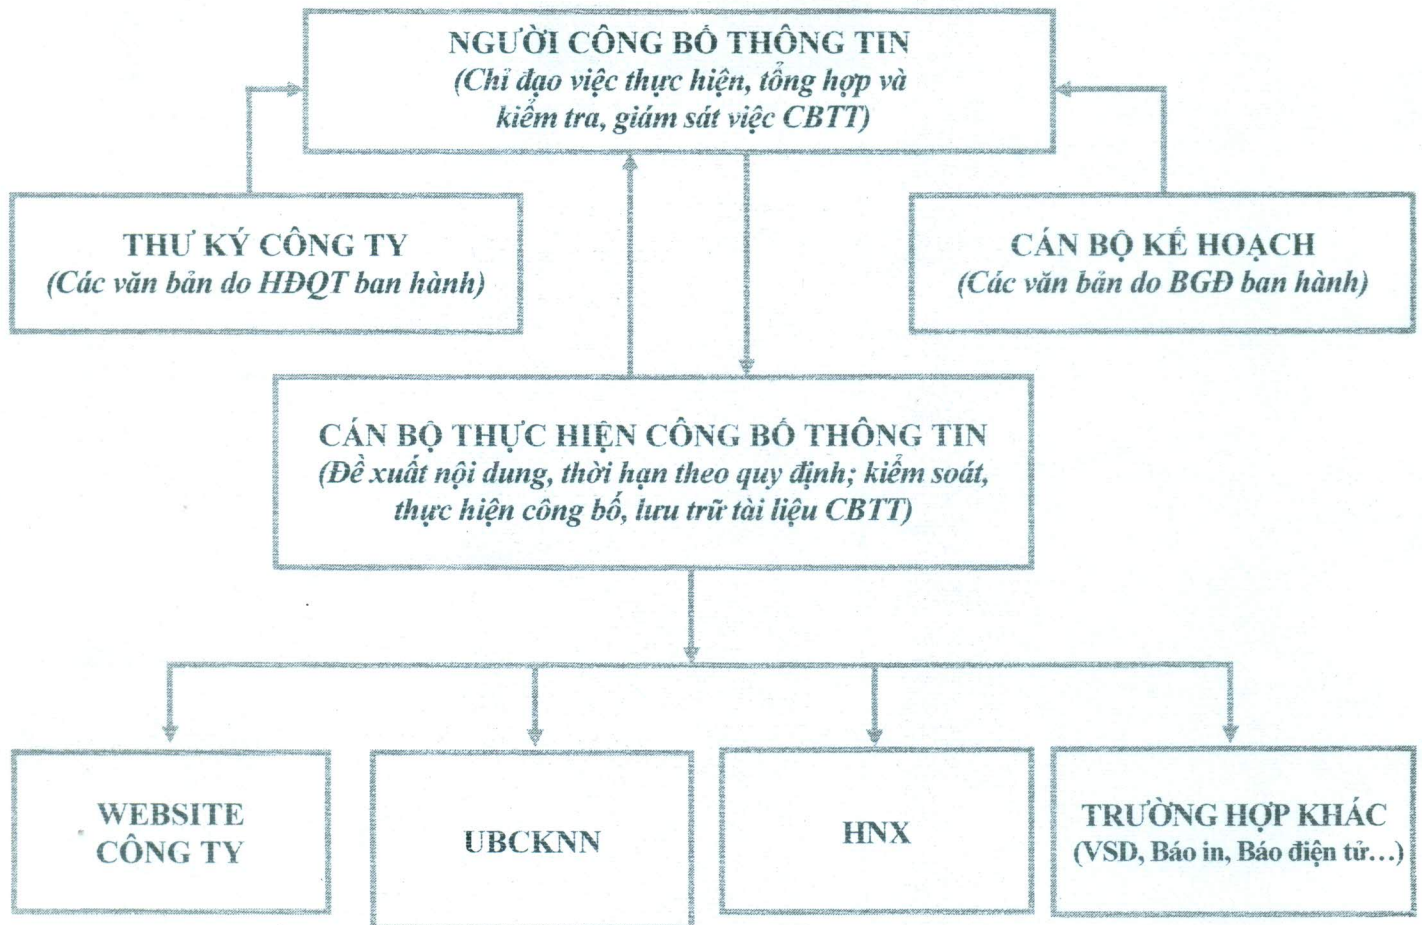 NGƯỜI CÔNG BỐ THÔNG TIN
(Chỉ đạo việc thực hiện, tổng hợp và
kiểm tra, giám sát việc CBTT)
THƯ KÝ CÔNG TY
(Các văn bản do HĐQT ban hành)
CÁN BỘ KẾ HOẠCH
(Các văn bản do BGĐ ban hành)
CÁN BỘ THỰC HIỆN CÔNG BỐ THÔNG TIN
(Đề xuất nội dung, thời hạn theo quy định; kiểm soát,
thực hiện công bố, lưu trữ tài liệu CBTT)
WEBSITE
CÔNG TY
UBCKNN
HNX
TRƯỜNG HỢP KHÁC
(VSD, Báo in, Báo điện tử...)